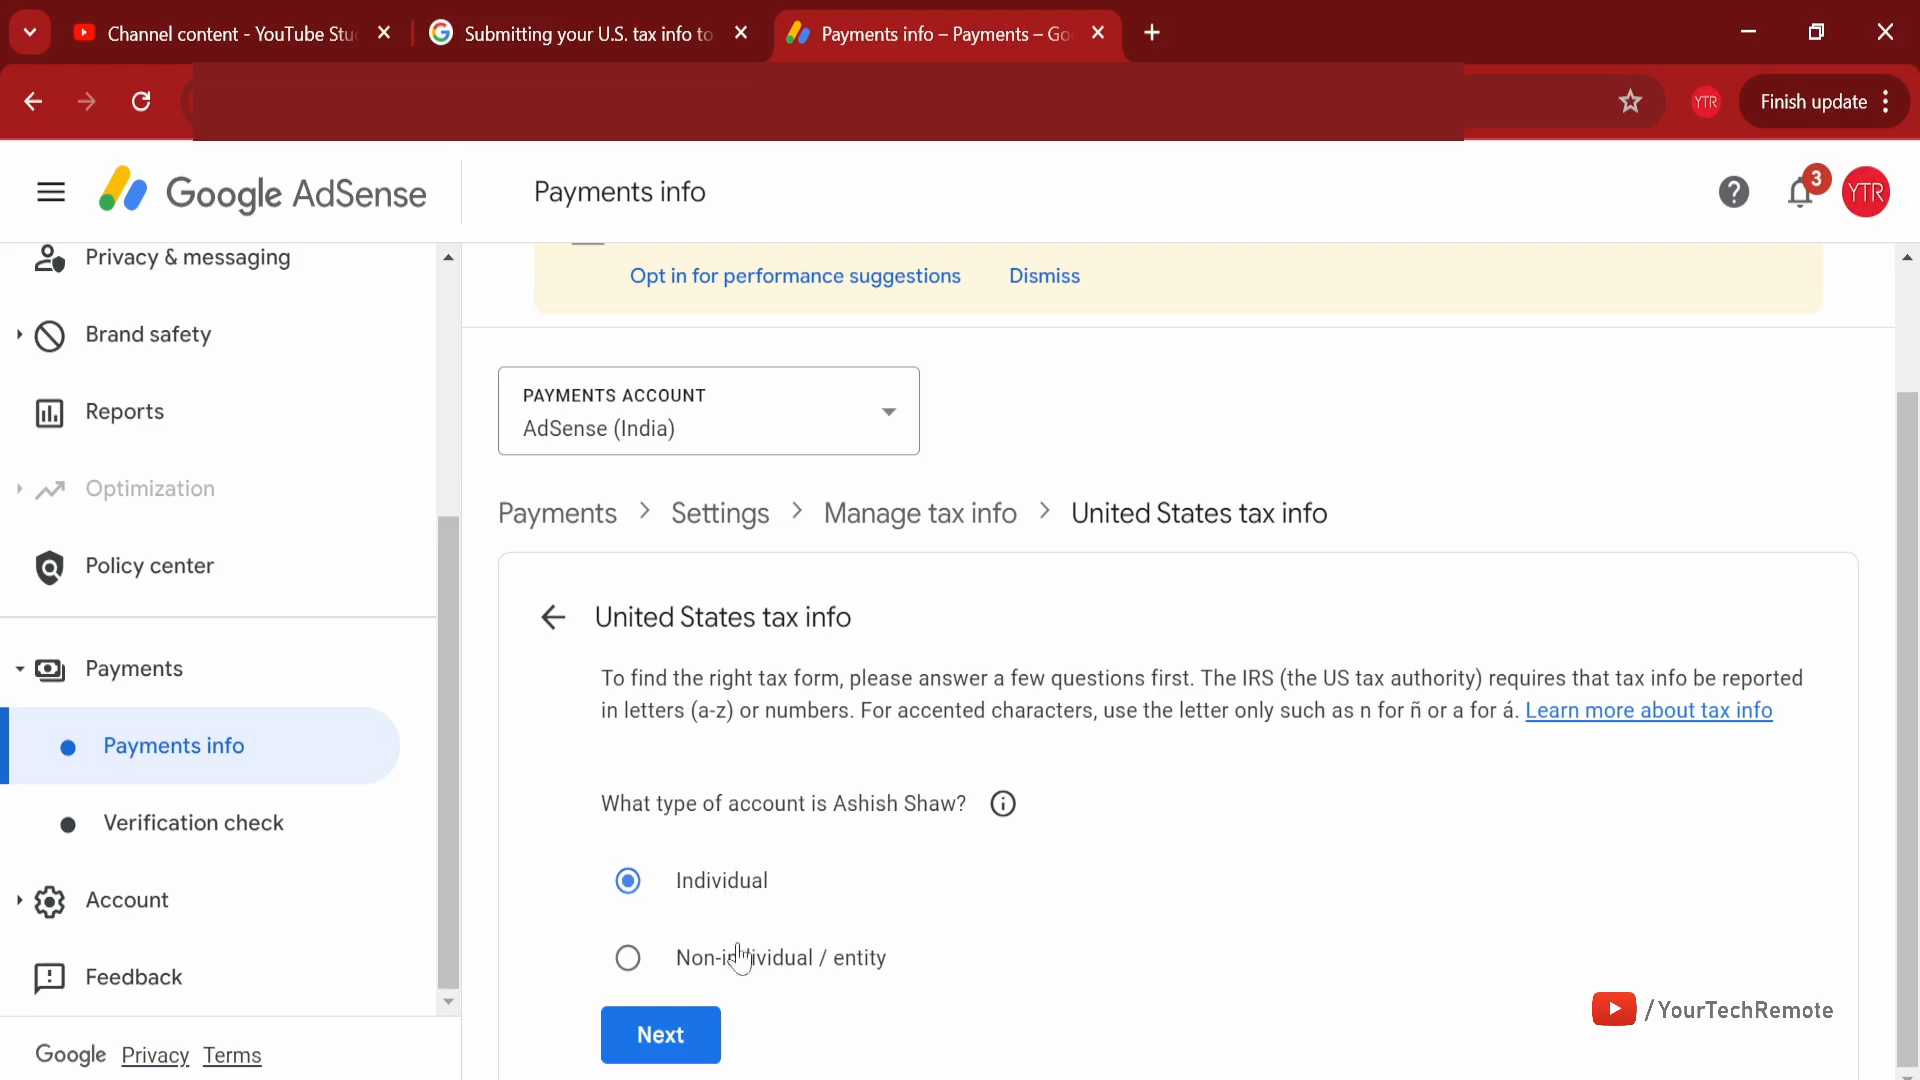 Channel content - YouTube Stu
Submitting your U.S. tax info to
Payments info – Payments – Go
YTR
Finish update
Google AdSense
Payments info
3
YTR
Privacy & messaging
Brand safety
Reports
Optimization
Policy center
Payments
Payments info
Verification check
Account
Feedback
Google Privacy Terms
Opt in for performance suggestions Dismiss
PAYMENTS ACCOUNT
AdSense (India)
Payments > Settings > Manage tax info > United States tax info
United States tax info
To find the right tax form, please answer a few questions first. The IRS (the US tax authority) requires that tax info be reported
in letters (a-z) or numbers. For accented characters, use the letter only such as n for ñ or a for á. Learn more about tax info
What type of account is Ashish Shaw?
Individual
Non-individual / entity
Next
/YourTechRemote